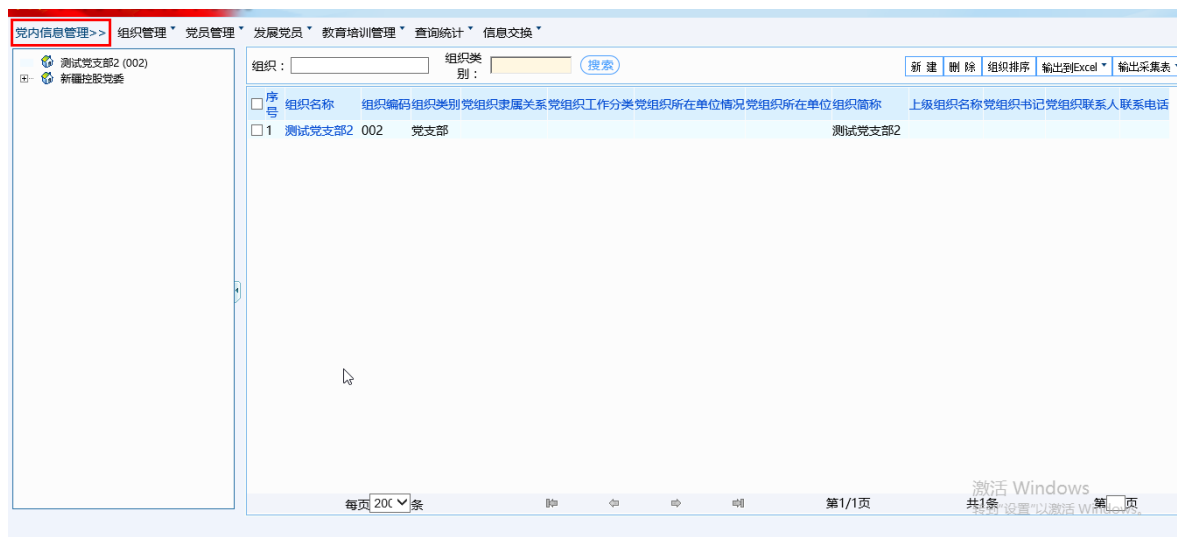 党内信息管理>> 组织管理 党员管理 发展党员 教育培训管理 查询统计 信息交换
测试党支部2 (002)
新疆控股党委
组织： 组织类别： 搜索 新 建 删 除 组织排序 输出到Excel 输出采集表
序号 组织名称 组织编码 组织类别 党组织隶属关系 党组织工作分类 党组织所在单位情况 党组织所在单位 组织简称 上级组织名称 党组织书记 党组织联系人 联系电话
1 测试党支部2 002 党支部 测试党支部2
每页 200 条 第1/1页 共1条 第 页
激活 Windows
转到"设置"以激活 Windows。